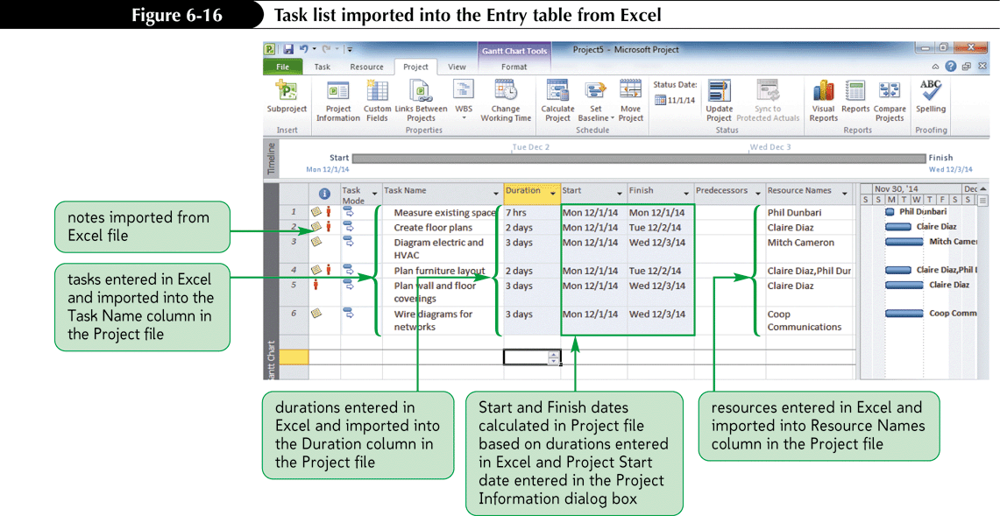 Figure 6-16 Task list imported into the Entry table from Excel
Gantt Chart Tools Project5 - Microsoft Project
File Task Resource Project View Format
Subproject Project Information Custom Fields Links Between Projects WBS Change Working Time Calculate Project Set Baseline Move Project Status Date: 11/1/14 Update Project Sync to Protected Actuals Visual Reports Reports Compare Projects ABC Spelling
Insert Properties Schedule Status Reports Proofing
Timeline
Tue Dec 2 Wed Dec 3
Start Finish
Mon 12/1/14 Wed 12/3/14
Task Mode Task Name Duration Start Finish Predecessors Resource Names Nov 30, '14 Dec
S S M T W T F S S
1 Measure existing space 7 hrs Mon 12/1/14 Mon 12/1/14 Phil Dunbari Phil Dunbari
2 Create floor plans 2 days Mon 12/1/14 Tue 12/2/14 Claire Diaz Claire Diaz
3 Diagram electric and HVAC 3 days Mon 12/1/14 Wed 12/3/14 Mitch Cameron Mitch Camer
4 Plan furniture layout 2 days Mon 12/1/14 Tue 12/2/14 Claire Diaz,Phil Dur Claire Diaz,Phil
5 Plan wall and floor coverings 3 days Mon 12/1/14 Wed 12/3/14 Claire Diaz Claire Diaz
6 Wire diagrams for networks 3 days Mon 12/1/14 Wed 12/3/14 Coop Communications Coop Comm
Gantt Chart
notes imported from
Excel file
tasks entered in Excel
and imported into the
Task Name column in
the Project file
durations entered in
Excel and imported into
the Duration column in
the Project file
Start and Finish dates
calculated in Project file
based on durations entered
in Excel and Project Start
date entered in the Project
Information dialog box
resources entered in Excel and
imported into Resource Names
column in the Project file